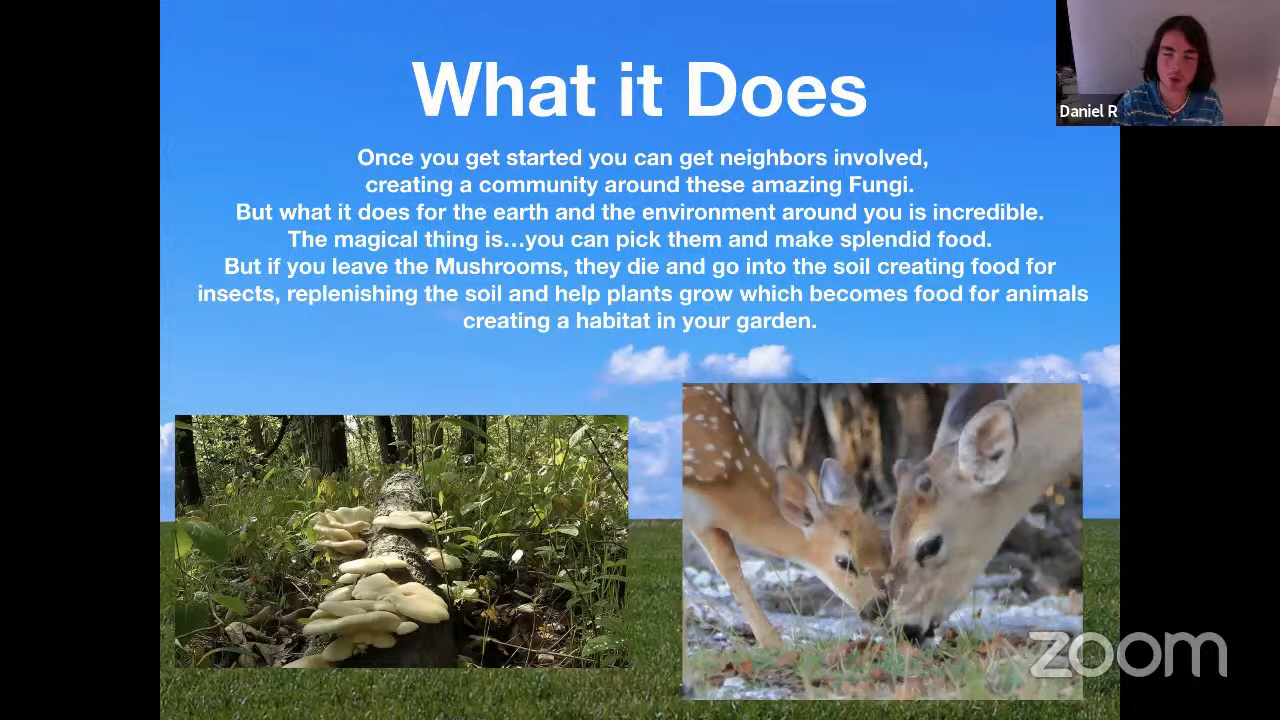 What it Does
Daniel R
Once you get started you can get neighbors involved,
creating a community around these amazing Fungi.
But what it does for the earth and the environment around you is incredible.
The magical thing is…you can pick them and make splendid food.
But if you leave the Mushrooms, they die and go into the soil creating food for
insects, replenishing the soil and help plants grow which becomes food for animals
creating a habitat in your garden.
zoom